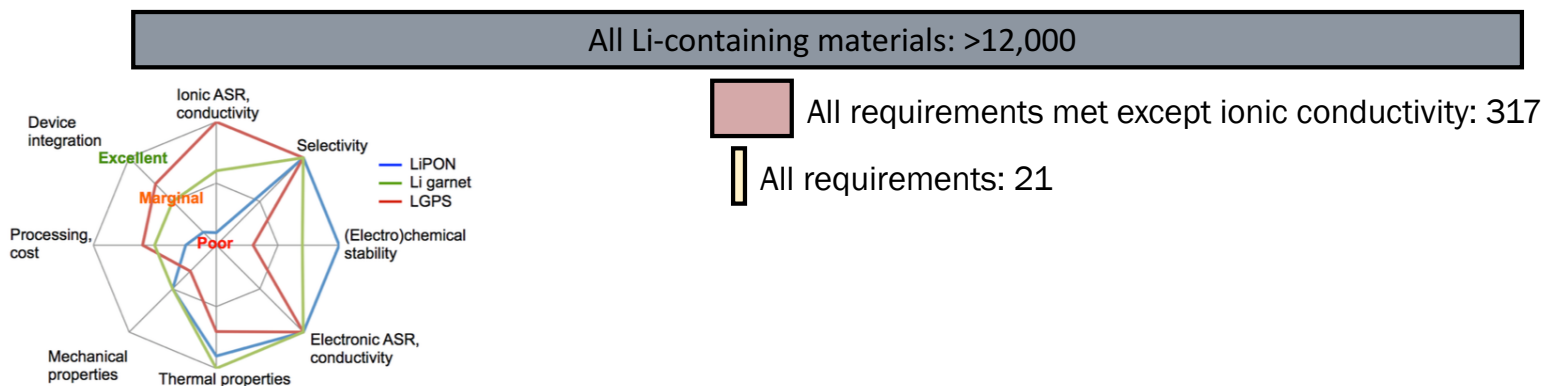 All Li-containing materials: >12,000
All requirements met except ionic conductivity: 317
All requirements: 21
Ionic ASR,
conductivity
Device
integration
Selectivity
Excellent
LiPON
Li garnet
LGPS
Marginal
Processing,
cost
Poor
(Electro)chemical
stability
Electronic ASR,
conductivity
Mechanical
properties
Thermal properties